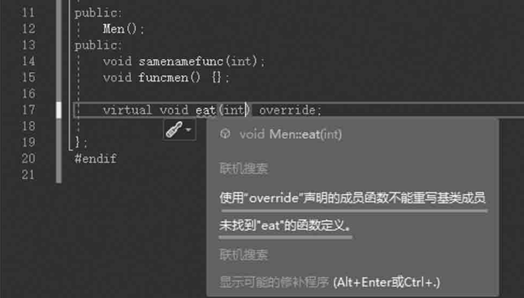 11 public:
12 Men();
13 public:
14 void samenamefunc(int);
15 void funcmen() {};
16
17 virtual void eat(int) override;
18
19 };
20 #endif
21
void Men::eat(int)
联机搜索
使用"override"声明的成员函数不能重写基类成员
未找到"eat"的函数定义。
联机搜索
显示可能的修补程序 (Alt+Enter或Ctrl+.)